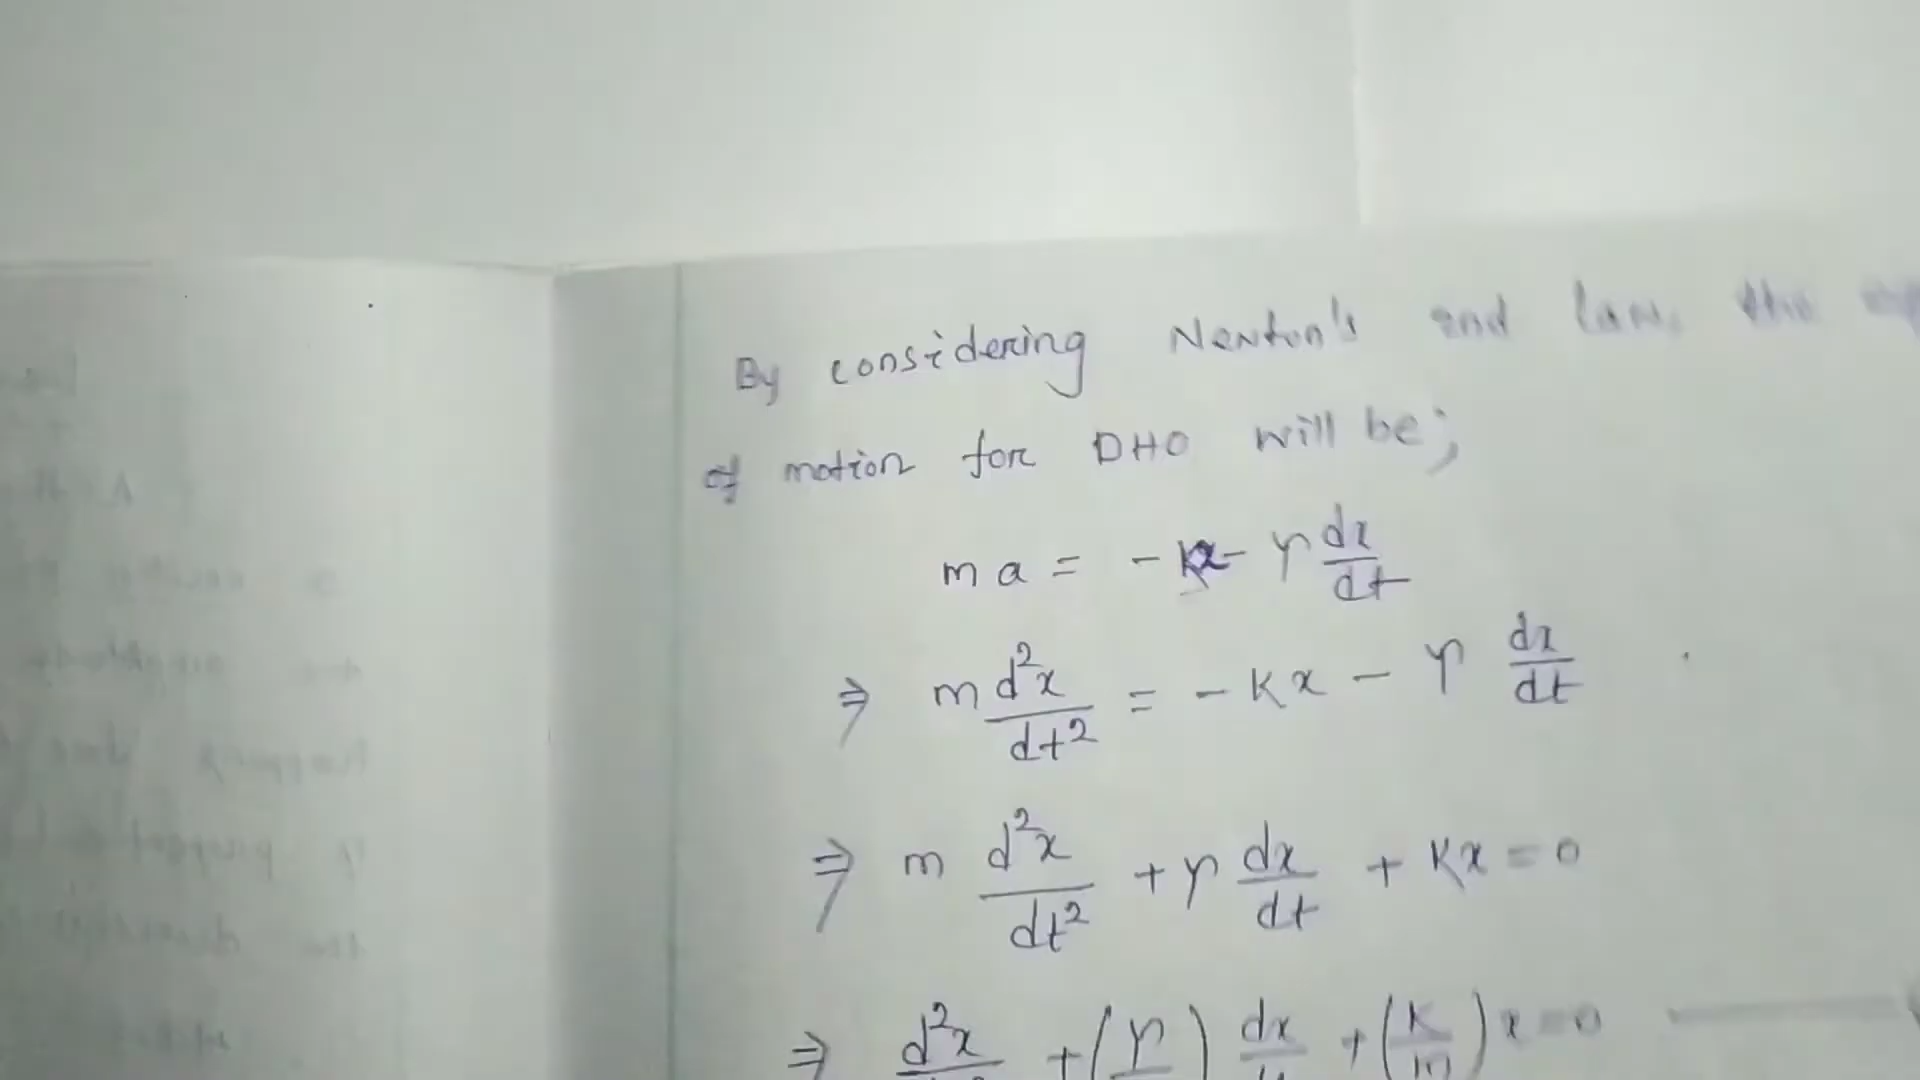 By considering Newton's 2nd law, the
of motion for DHO will be;
ma = - kx - γ dx/dt
⇒ m d²x/dt² = - kx - γ dx/dt
⇒ m d²x/dt² + γ dx/dt + kx = 0
⇒ d²x + (γ ) dx + (k/m) x = 0